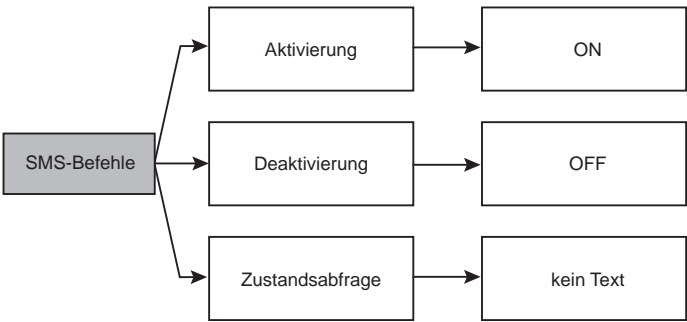 Aktivierung
ON
SMS-Befehle
Deaktivierung
OFF
Zustandsabfrage
kein Text